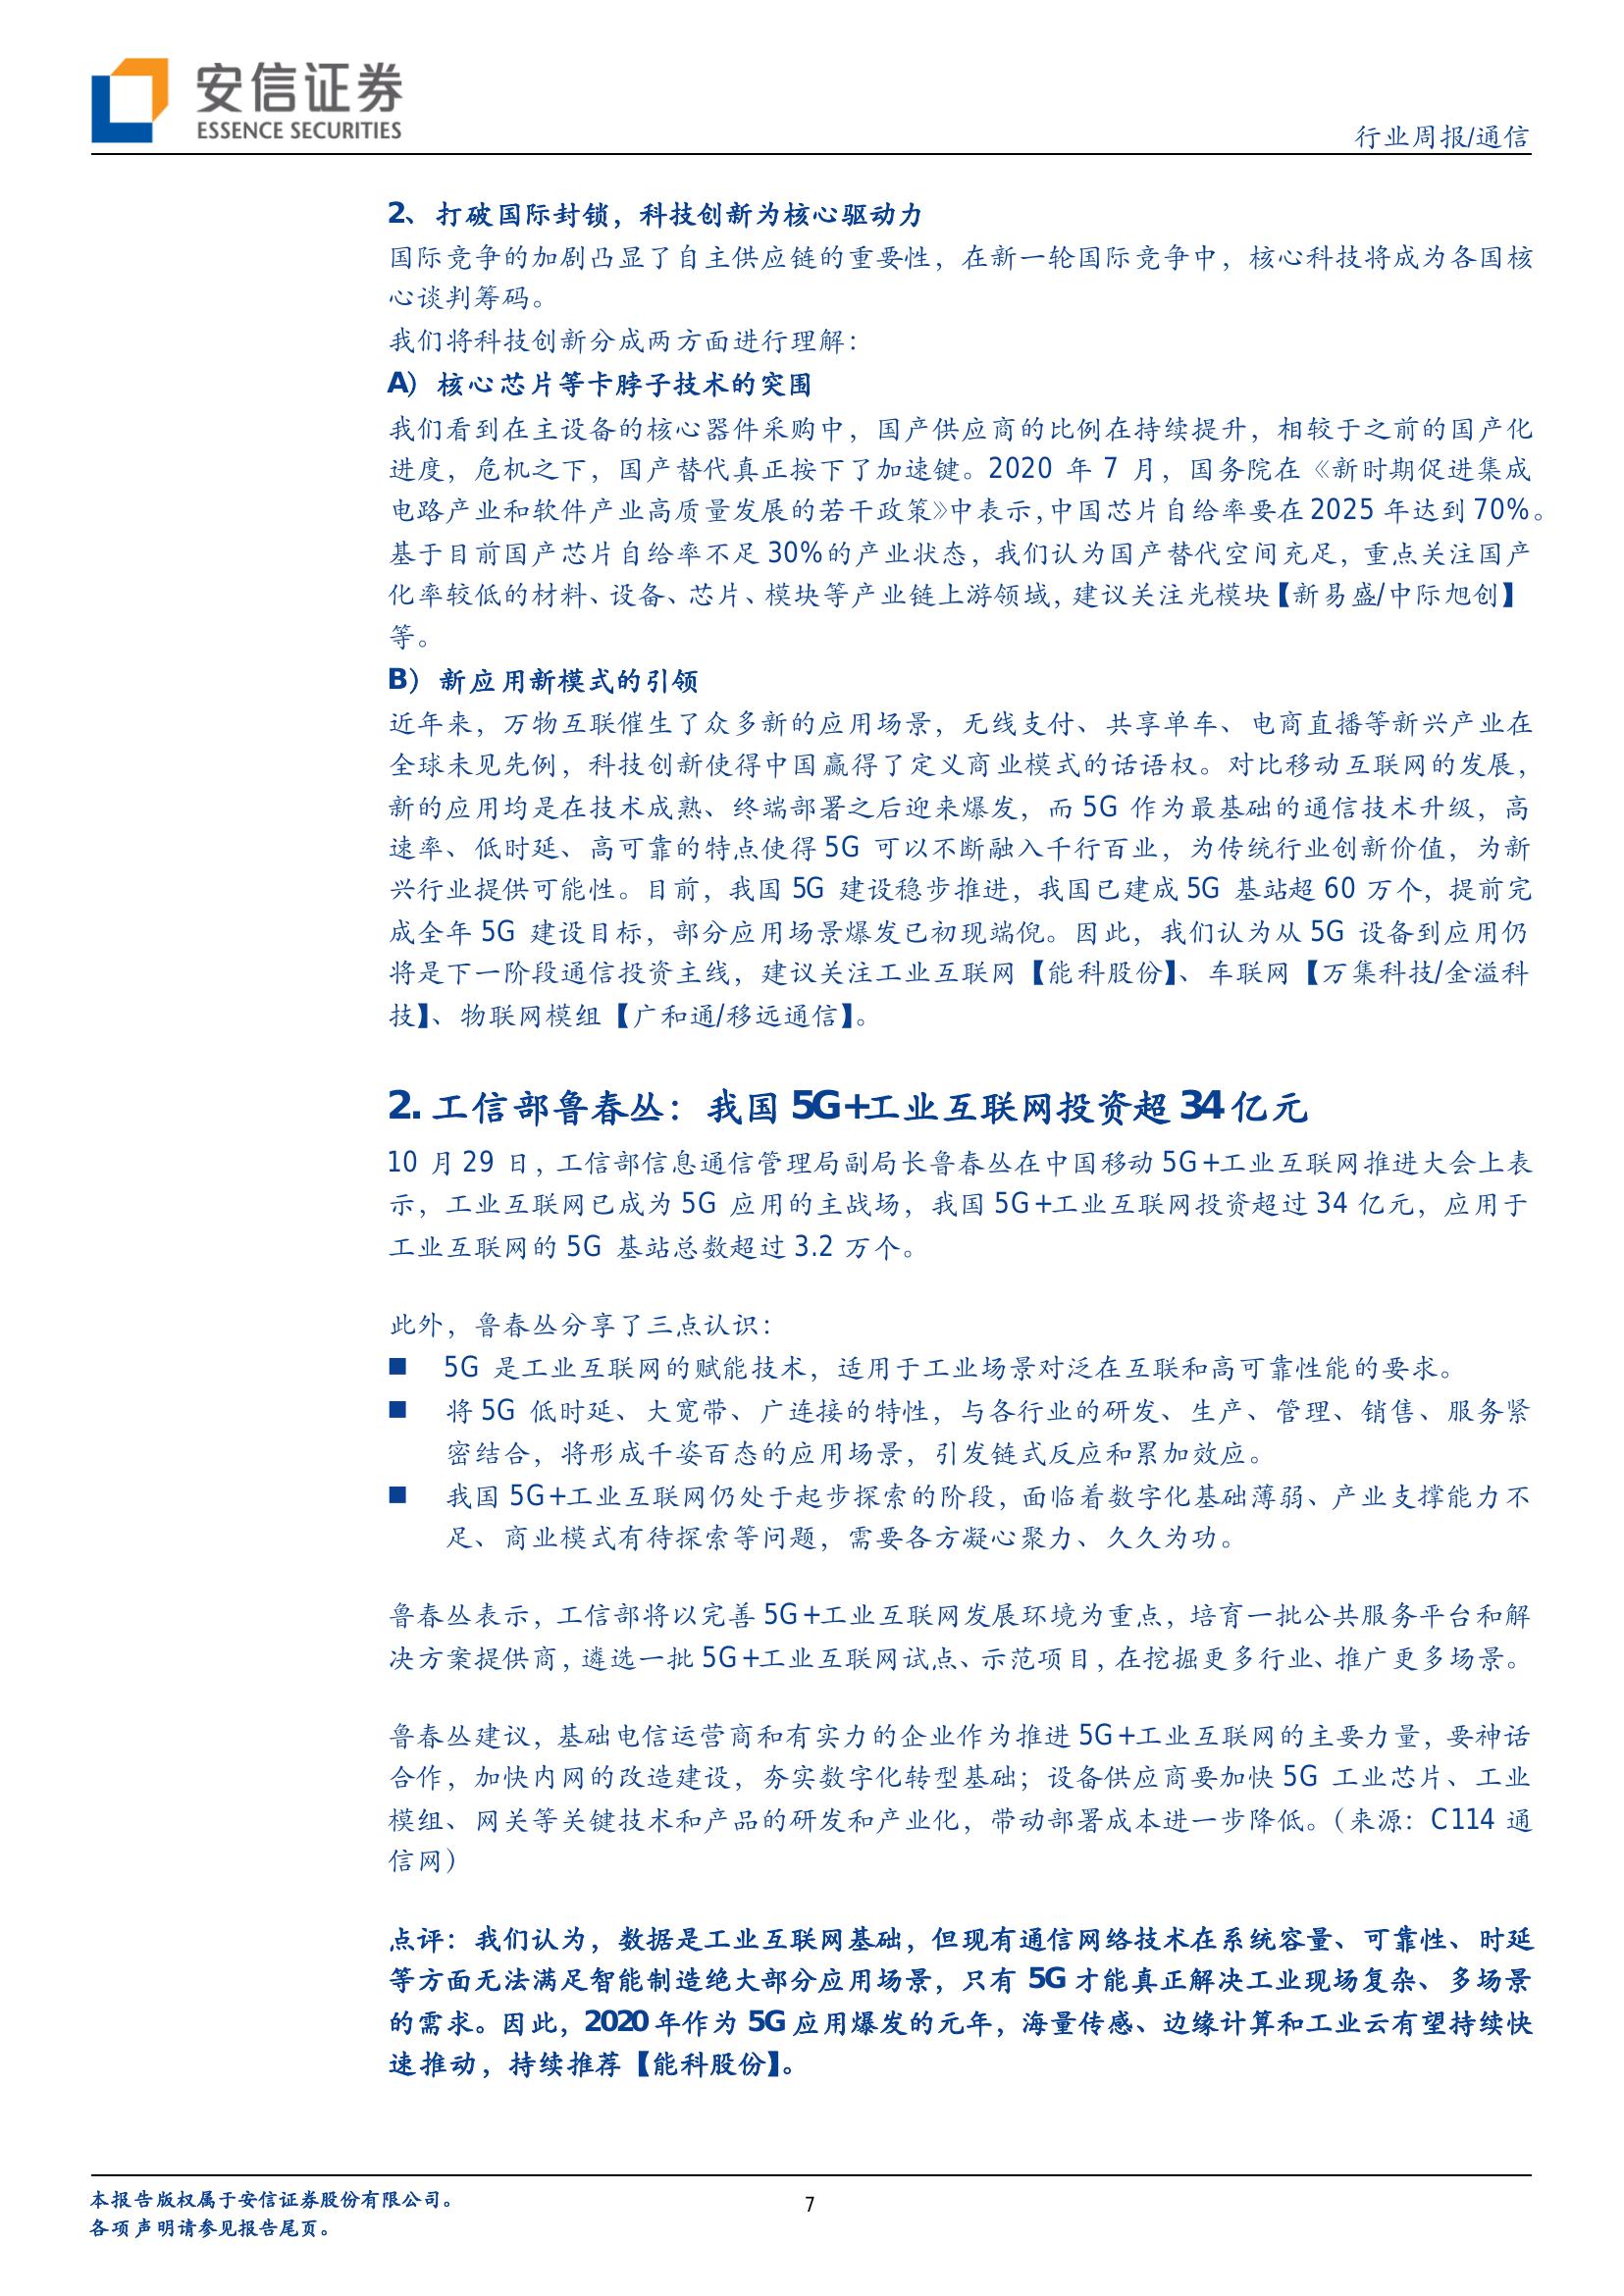 安信证券
ESSENCE SECURITIES
行业周报/通信
2、打破国际封锁，科技创新为核心驱动力
国际竞争的加剧凸显了自主供应链的重要性，在新一轮国际竞争中，核心科技将成为各国核
心谈判筹码。
我们将科技创新分成两方面进行理解：
A）核心芯片等卡脖子技术的突围
我们看到在主设备的核心器件采购中，国产供应商的比例在持续提升，相较于之前的国产化
进度，危机之下，国产替代真正按下了加速键。2020 年 7 月，国务院在《新时期促进集成
电路产业和软件产业高质量发展的若干政策》中表示，中国芯片自给率要在 2025 年达到 70%。
基于目前国产芯片自给率不足 30%的产业状态，我们认为国产替代空间充足，重点关注国产
化率较低的材料、设备、芯片、模块等产业链上游领域，建议关注光模块【新易盛/中际旭创】
等。
B）新应用新模式的引领
近年来，万物互联催生了众多新的应用场景，无线支付、共享单车、电商直播等新兴产业在
全球未见先例，科技创新使得中国赢得了定义商业模式的话语权。对比移动互联网的发展，
新的应用均是在技术成熟、终端部署之后迎来爆发，而 5G 作为最基础的通信技术升级，高
速率、低时延、高可靠的特点使得 5G 可以不断融入千行百业，为传统行业创新价值，为新
兴行业提供可能性。目前，我国 5G 建设稳步推进，我国已建成 5G 基站超 60 万个，提前完
成全年 5G 建设目标，部分应用场景爆发已初现端倪。因此，我们认为从 5G 设备到应用仍
将是下一阶段通信投资主线，建议关注工业互联网【能科股份】、车联网【万集科技/金溢科
技】、物联网模组【广和通/移远通信】。
2. 工信部鲁春丛：我国 5G+工业互联网投资超 34 亿元
10 月 29 日，工信部信息通信管理局副局长鲁春丛在中国移动 5G+工业互联网推进大会上表
示，工业互联网已成为 5G 应用的主战场，我国 5G+工业互联网投资超过 34 亿元，应用于
工业互联网的 5G 基站总数超过 3.2 万个。
此外，鲁春丛分享了三点认识：
■ 5G 是工业互联网的赋能技术，适用于工业场景对泛在互联和高可靠性能的要求。
■ 将 5G 低时延、大宽带、广连接的特性，与各行业的研发、生产、管理、销售、服务紧
密结合，将形成千姿百态的应用场景，引发链式反应和累加效应。
■ 我国 5G+工业互联网仍处于起步探索的阶段，面临着数字化基础薄弱、产业支撑能力不
足、商业模式有待探索等问题，需要各方凝心聚力、久久为功。
鲁春丛表示，工信部将以完善 5G+工业互联网发展环境为重点，培育一批公共服务平台和解
决方案提供商，遴选一批 5G+工业互联网试点、示范项目，在挖掘更多行业、推广更多场景。
鲁春丛建议，基础电信运营商和有实力的企业作为推进 5G+工业互联网的主要力量，要神话
合作，加快内网的改造建设，夯实数字化转型基础；设备供应商要加快 5G 工业芯片、工业
模组、网关等关键技术和产品的研发和产业化，带动部署成本进一步降低。（来源：C114 通
信网）
点评：我们认为，数据是工业互联网基础，但现有通信网络技术在系统容量、可靠性、时延
等方面无法满足智能制造绝大部分应用场景，只有 5G 才能真正解决工业现场复杂、多场景
的需求。因此，2020 年作为 5G 应用爆发的元年，海量传感、边缘计算和工业云有望持续快
速推动，持续推荐【能科股份】。
本报告版权属于安信证券股份有限公司。
各项声明请参见报告尾页。
7